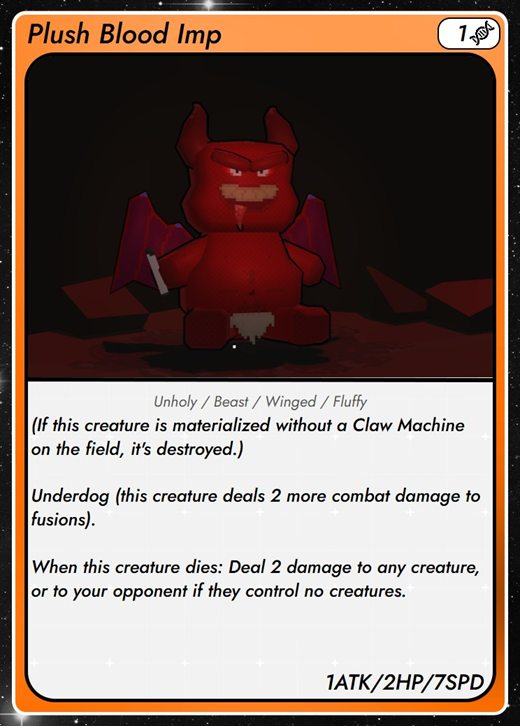 Plush Blood Imp
1
Unholy / Beast / Winged / Fluffy
(If this creature is materialized without a Claw Machine
on the field, it's destroyed.)
Underdog (this creature deals 2 more combat damage to
fusions).
When this creature dies: Deal 2 damage to any creature,
or to your opponent if they control no creatures.
1ATK/2HP/7SPD